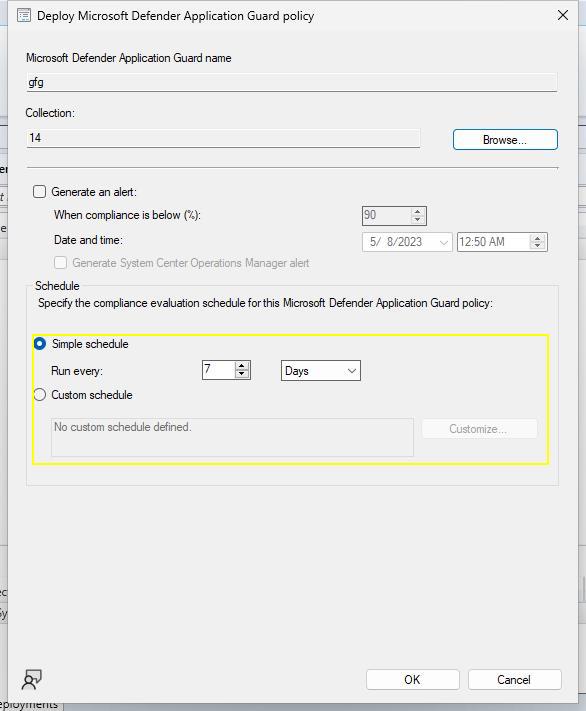 Deploy Microsoft Defender Application Guard policy
Microsoft Defender Application Guard name
gfg
Collection:
14
Browse...
Generate an alert:
When compliance is below (%):
90
Date and time:
5/ 8/2023
12:50 AM
Generate System Center Operations Manager alert
Schedule
Specify the compliance evaluation schedule for this Microsoft Defender Application Guard policy:
Simple schedule
Run every:
7
Days
Custom schedule
No custom schedule defined.
Customize...
OK
Cancel
eployments